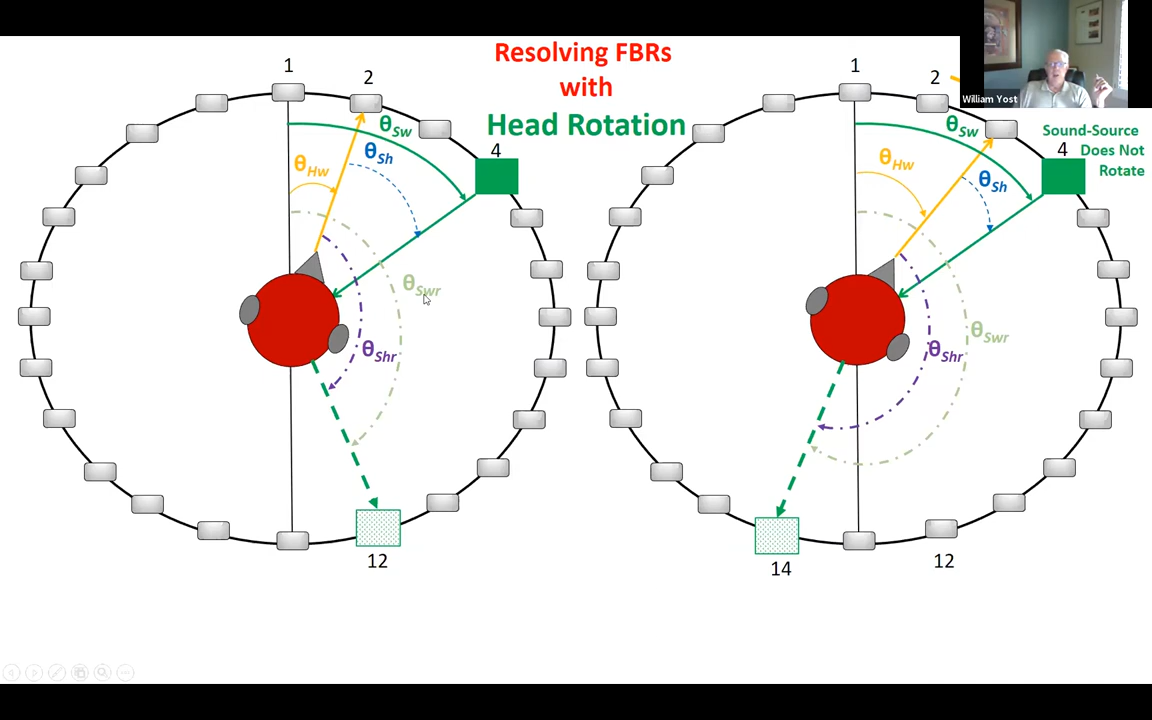 Resolving FBRs
with
Head Rotation
William Yost
1
2
4
θSw
θHw
θSh
θSwr
θShr
12
1
2
4
θSw
θHw
θSh
θSwr
θShr
14
12
Sound-Source
Does Not
Rotate